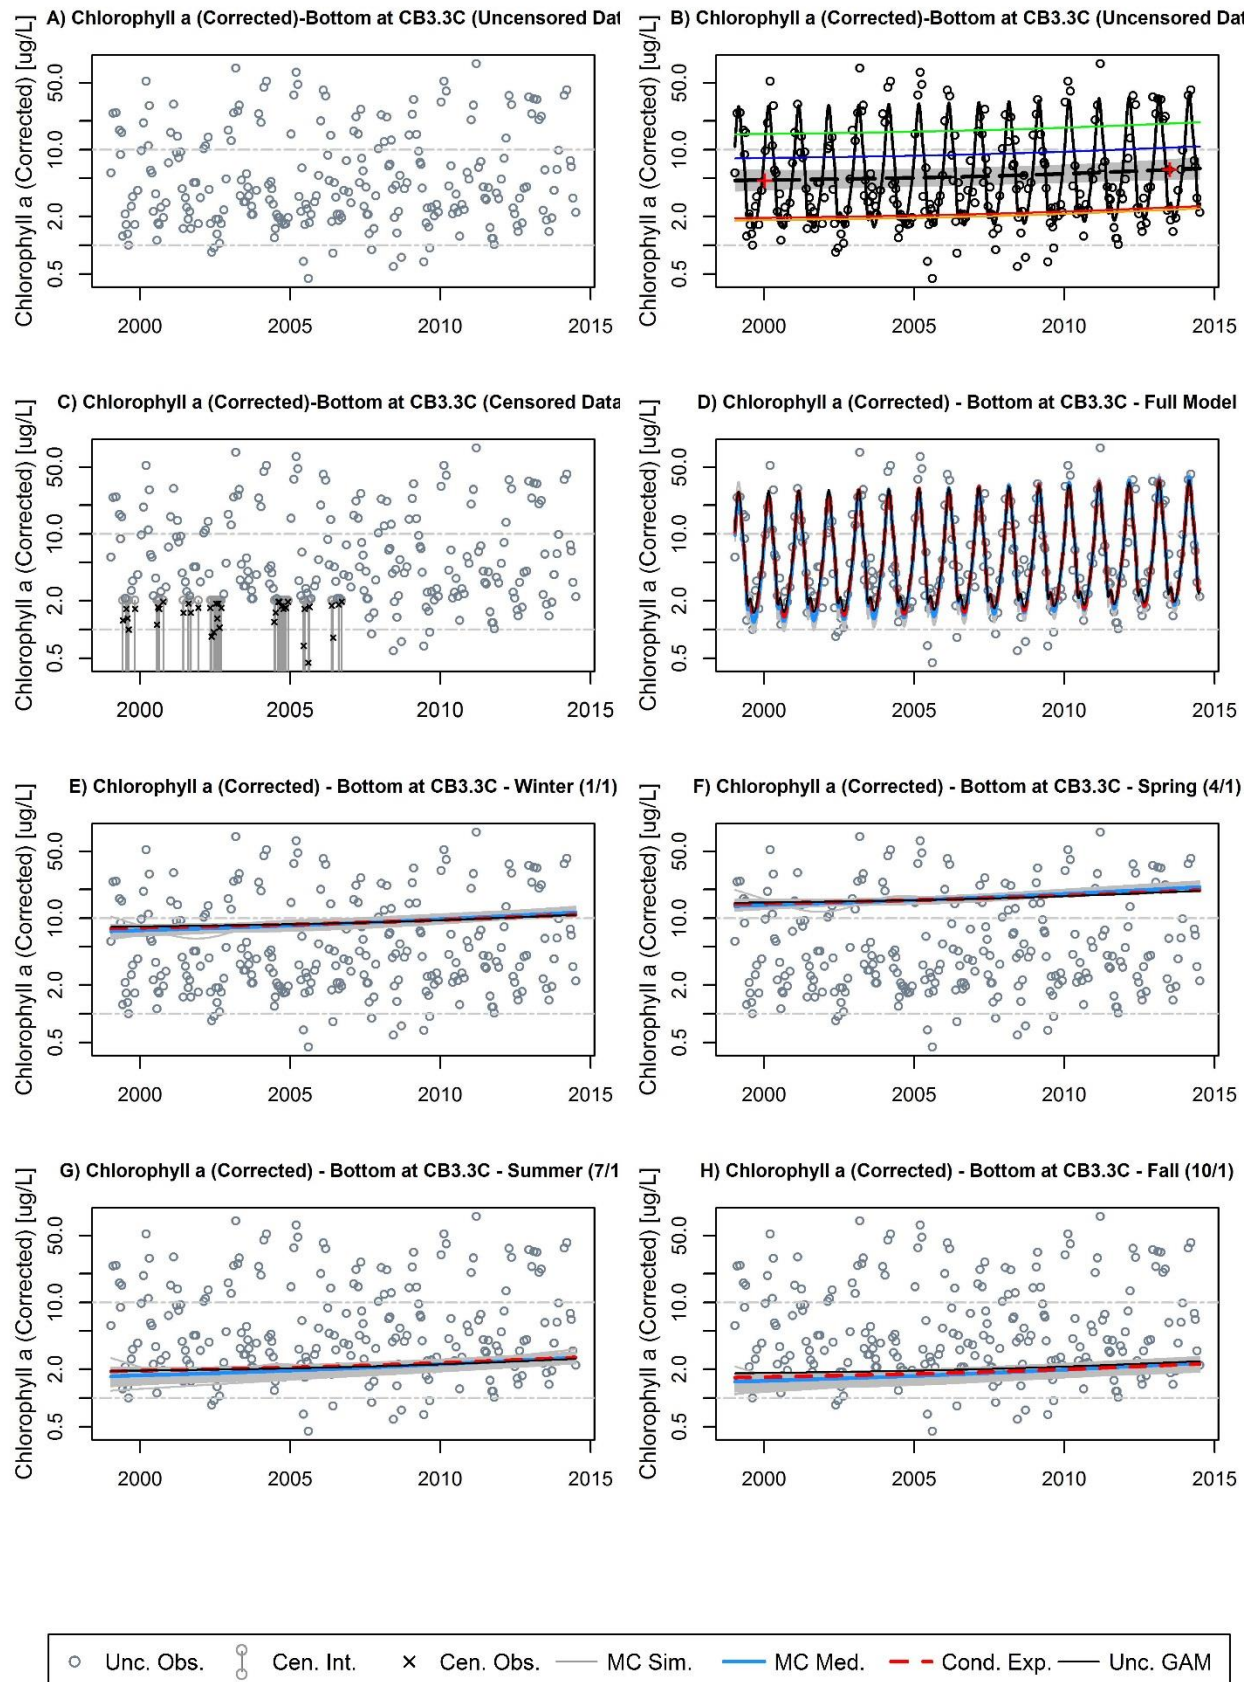 A) Chlorophyll a (Corrected)-Bottom at CB3.3C (Uncensored Dat
Chlorophyll a (Corrected) [ug/L]
50.0
10.0
2.0
0.5
2000 2005 2010 2015
B) Chlorophyll a (Corrected)-Bottom at CB3.3C (Uncensored Dat
Chlorophyll a (Corrected) [ug/L]
50.0
10.0
2.0
0.5
2000 2005 2010 2015
C) Chlorophyll a (Corrected)-Bottom at CB3.3C (Censored Data
Chlorophyll a (Corrected) [ug/L]
50.0
10.0
2.0
0.5
2000 2005 2010 2015
D) Chlorophyll a (Corrected) - Bottom at CB3.3C - Full Model
Chlorophyll a (Corrected) [ug/L]
50.0
10.0
2.0
0.5
2000 2005 2010 2015
E) Chlorophyll a (Corrected) - Bottom at CB3.3C - Winter (1/1)
Chlorophyll a (Corrected) [ug/L]
50.0
10.0
2.0
0.5
2000 2005 2010 2015
F) Chlorophyll a (Corrected) - Bottom at CB3.3C - Spring (4/1)
Chlorophyll a (Corrected) [ug/L]
50.0
10.0
2.0
0.5
2000 2005 2010 2015
G) Chlorophyll a (Corrected) - Bottom at CB3.3C - Summer (7/1
Chlorophyll a (Corrected) [ug/L]
50.0
10.0
2.0
0.5
2000 2005 2010 2015
H) Chlorophyll a (Corrected) - Bottom at CB3.3C - Fall (10/1)
Chlorophyll a (Corrected) [ug/L]
50.0
10.0
2.0
0.5
2000 2005 2010 2015
Unc. Obs. Cen. Int. Cen. Obs. MC Sim. MC Med. Cond. Exp. Unc. GAM